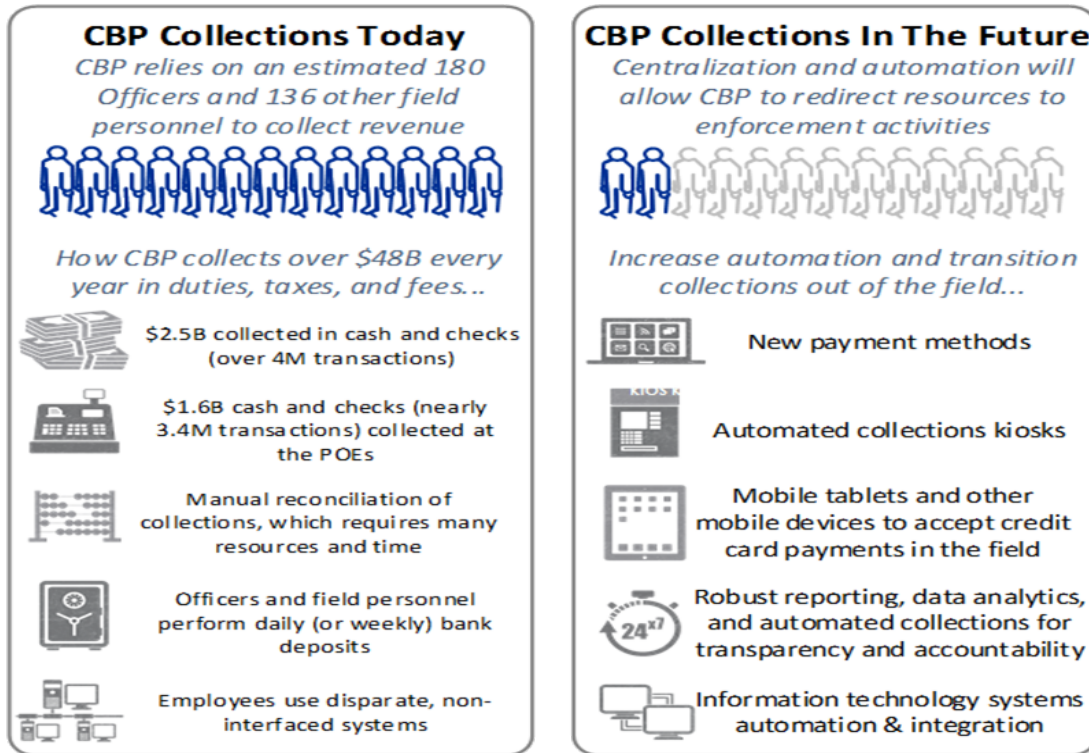 CBP Collections Today
CBP relies on an estimated 180
Officers and 136 other field
personnel to collect revenue
How CBP collects over $48B every
year in duties, taxes, and fees...
$2.5B collected in cash and checks
(over 4M transactions)
$1.6B cash and checks (nearly
3.4M transactions) collected at
the POEs
Manual reconciliation of
collections, which requires many
resources and time
Officers and field personnel
perform daily (or weekly) bank
deposits
Employees use disparate, non-
interfaced systems
CBP Collections In The Future
Centralization and automation will
allow CBP to redirect resources to
enforcement activities
Increase automation and transition
collections out of the field...
New payment methods
KIOS K
Automated collections kiosks
Mobile tablets and other
mobile devices to accept credit
card payments in the field
24x7
Robust reporting, data analytics,
and automated collections for
transparency and accountability
Information technology systems
automation & integration